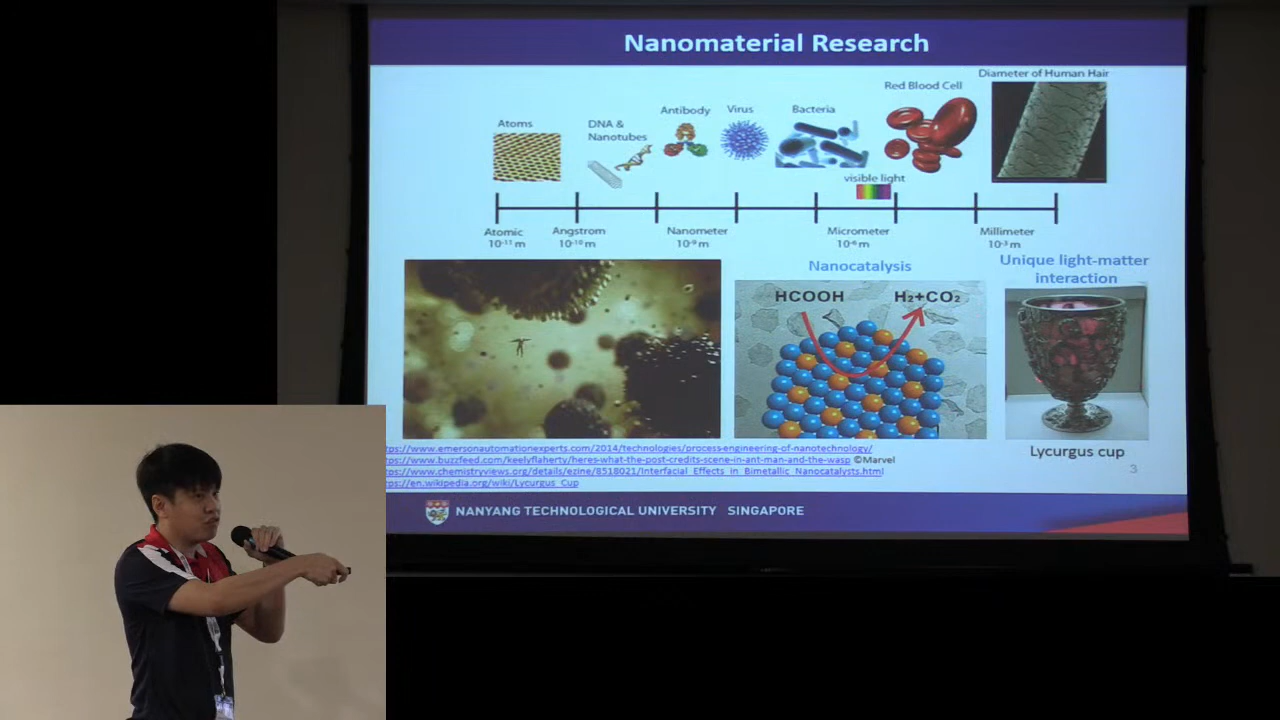 Nanomaterial Research
Diameter of Human Hair
Red Blood Cell
Antibody
Virus
Bacteria
Atoms
DNA &
Nanotubes
visible light
Atomic
10-11 m
Angstrom
10-10 m
Nanometer
10-9 m
Micrometer
10-6 m
Millimeter
10-3 m
Nanocatalysis
Unique light-matter
interaction
HCOOH
H2+CO2
Lycurgus cup
tps://www.emersonautomationexperts.com/2014/technologies/process-engineering-of-nanotechnology/
tps://www.buzzfeed.com/keelyflaherty/heres-what-the-post-credits-scene-in-ant-man-and-the-wasp ©Marvel
tps://www.chemistryviews.org/details/ezine/8518021/Interfacial_Effects_in_Bimetallic_Nanocatalysts.html
tps://en.wikipedia.org/wiki/Lycurgus_Cup
3
NANYANG TECHNOLOGICAL UNIVERSITY SINGAPORE